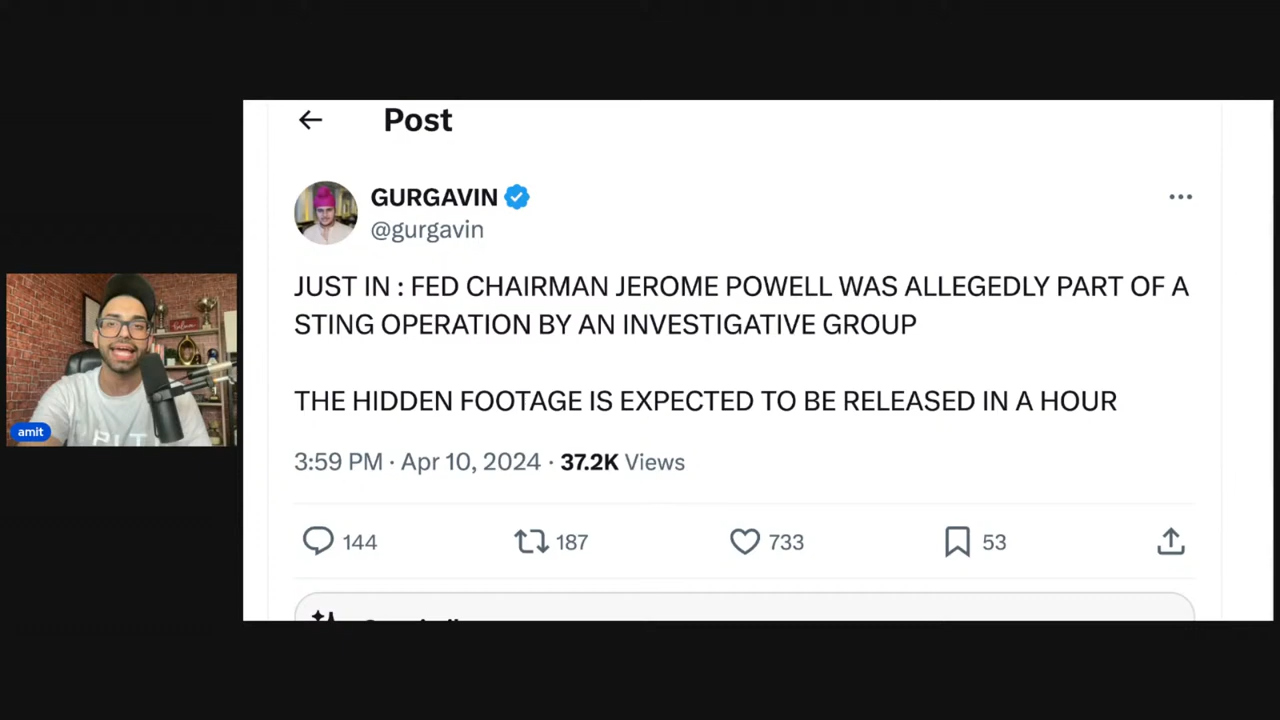 Post
GURGAVIN
@gurgavin
JUST IN : FED CHAIRMAN JEROME POWELL WAS ALLEGEDLY PART OF A
STING OPERATION BY AN INVESTIGATIVE GROUP
THE HIDDEN FOOTAGE IS EXPECTED TO BE RELEASED IN A HOUR
3:59 PM · Apr 10, 2024 · 37.2K Views
144 187 733 53
amit